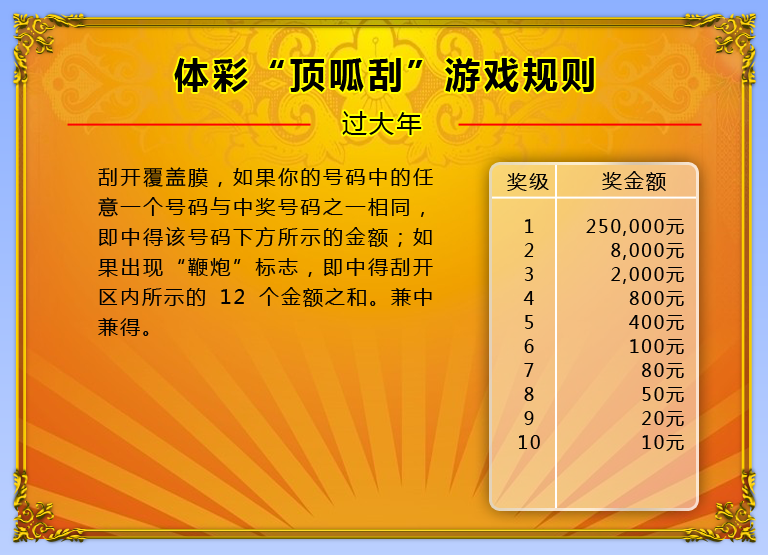 体彩“顶呱刮”游戏规则
过大年
刮开覆盖膜，如果你的号码中的任
意一个号码与中奖号码之一相同，
即中得该号码下方所示的金额；如
果出现“鞭炮”标志，即中得刮开
区内所示的 12 个金额之和。兼中
兼得。
奖级 奖金额
1 250,000元
2 8,000元
3 2,000元
4 800元
5 400元
6 100元
7 80元
8 50元
9 20元
10 10元